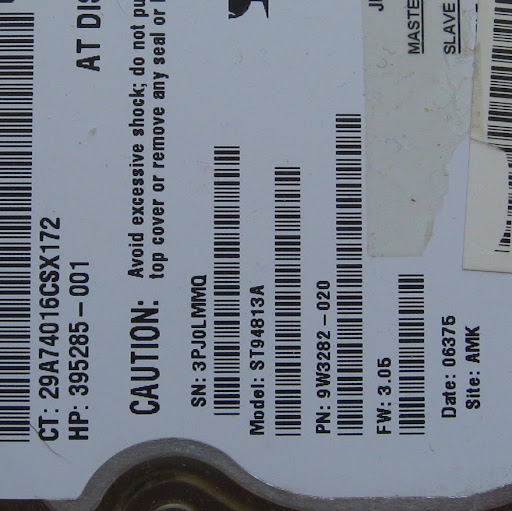 AT DIS
CT: 29A74016CSX172
HP: 395285-001
CAUTION:
Avoid excessive shock; do not pu
top cover or remove any seal or
SN: 3PJ0LMMQ
Model: ST94813A
PN: 9W3282-020
FW: 3.05
Date: 06375
Site: AMK
MASTE
SLAVE